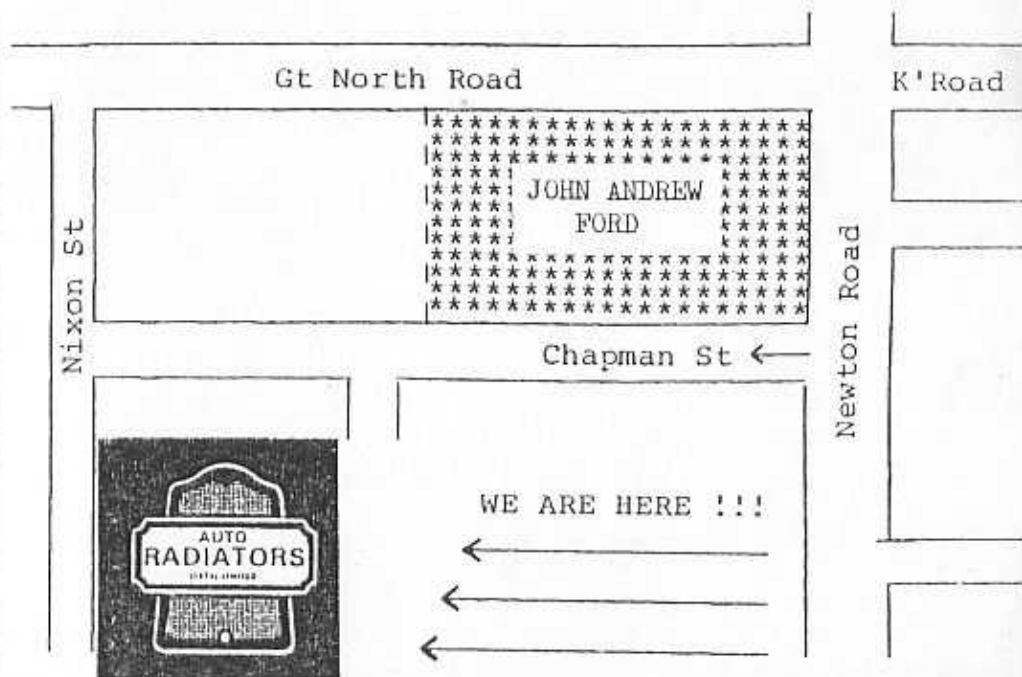 Gt North Road
K'Road
JOHN ANDREW
FORD
Nixon St
Newton Road
Chapman St
WE ARE HERE !!!
AUTO
RADIATORS